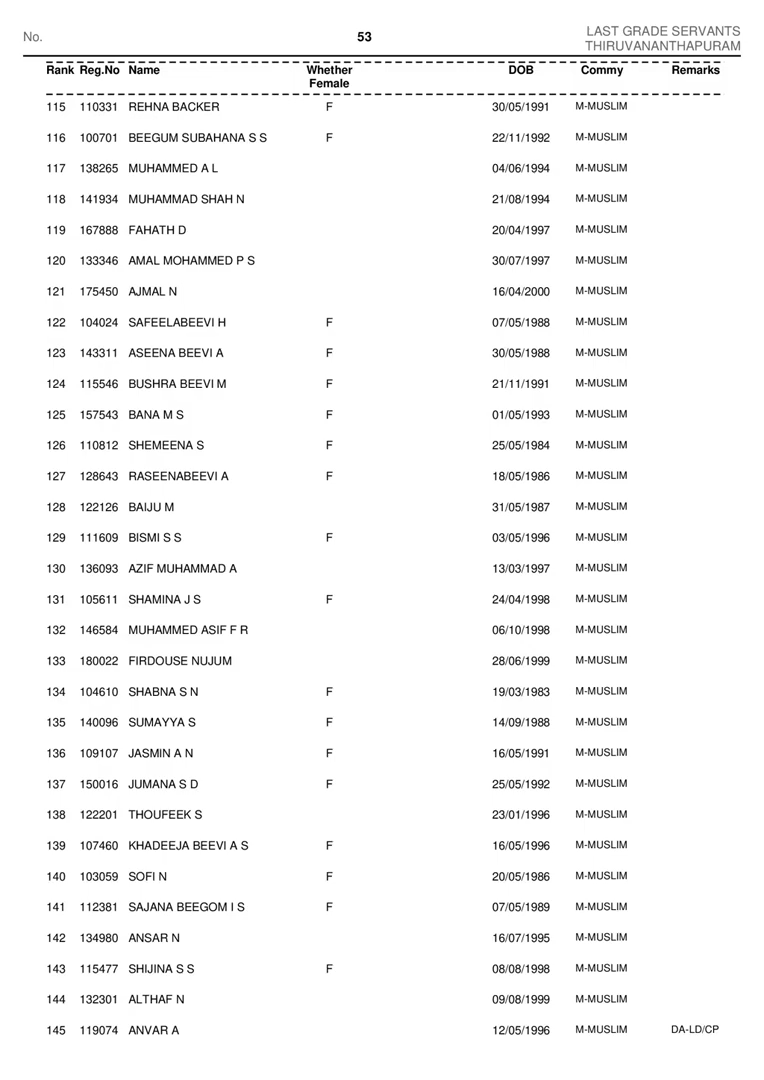 No. 53 LAST GRADE SERVANTS
THIRUVANANTHAPURAM
Rank Reg.No Name Whether Female DOB Commy Remarks
115 110331 REHNA BACKER F 30/05/1991 M-MUSLIM
116 100701 BEEGUM SUBAHANA S S F 22/11/1992 M-MUSLIM
117 138265 MUHAMMED A L 04/06/1994 M-MUSLIM
118 141934 MUHAMMAD SHAH N 21/08/1994 M-MUSLIM
119 167888 FAHATH D 20/04/1997 M-MUSLIM
120 133346 AMAL MOHAMMED P S 30/07/1997 M-MUSLIM
121 175450 AJMAL N 16/04/2000 M-MUSLIM
122 104024 SAFEELABEEVI H F 07/05/1988 M-MUSLIM
123 143311 ASEENA BEEVI A F 30/05/1988 M-MUSLIM
124 115546 BUSHRA BEEVI M F 21/11/1991 M-MUSLIM
125 157543 BANA M S F 01/05/1993 M-MUSLIM
126 110812 SHEMEENA S F 25/05/1984 M-MUSLIM
127 128643 RASEENABEEVI A F 18/05/1986 M-MUSLIM
128 122126 BAIJU M 31/05/1987 M-MUSLIM
129 111609 BISMI S S F 03/05/1996 M-MUSLIM
130 136093 AZIF MUHAMMAD A 13/03/1997 M-MUSLIM
131 105611 SHAMINA J S F 24/04/1998 M-MUSLIM
132 146584 MUHAMMED ASIF F R 06/10/1998 M-MUSLIM
133 180022 FIRDOUSE NUJUM 28/06/1999 M-MUSLIM
134 104610 SHABNA S N F 19/03/1983 M-MUSLIM
135 140096 SUMAYYA S F 14/09/1988 M-MUSLIM
136 109107 JASMIN A N F 16/05/1991 M-MUSLIM
137 150016 JUMANA S D F 25/05/1992 M-MUSLIM
138 122201 THOUFEEK S 23/01/1996 M-MUSLIM
139 107460 KHADEEJA BEEVI A S F 16/05/1996 M-MUSLIM
140 103059 SOFI N F 20/05/1986 M-MUSLIM
141 112381 SAJANA BEEGOM I S F 07/05/1989 M-MUSLIM
142 134980 ANSAR N 16/07/1995 M-MUSLIM
143 115477 SHIJINA S S F 08/08/1998 M-MUSLIM
144 132301 ALTHAF N 09/08/1999 M-MUSLIM
145 119074 ANVAR A 12/05/1996 M-MUSLIM DA-LD/CP